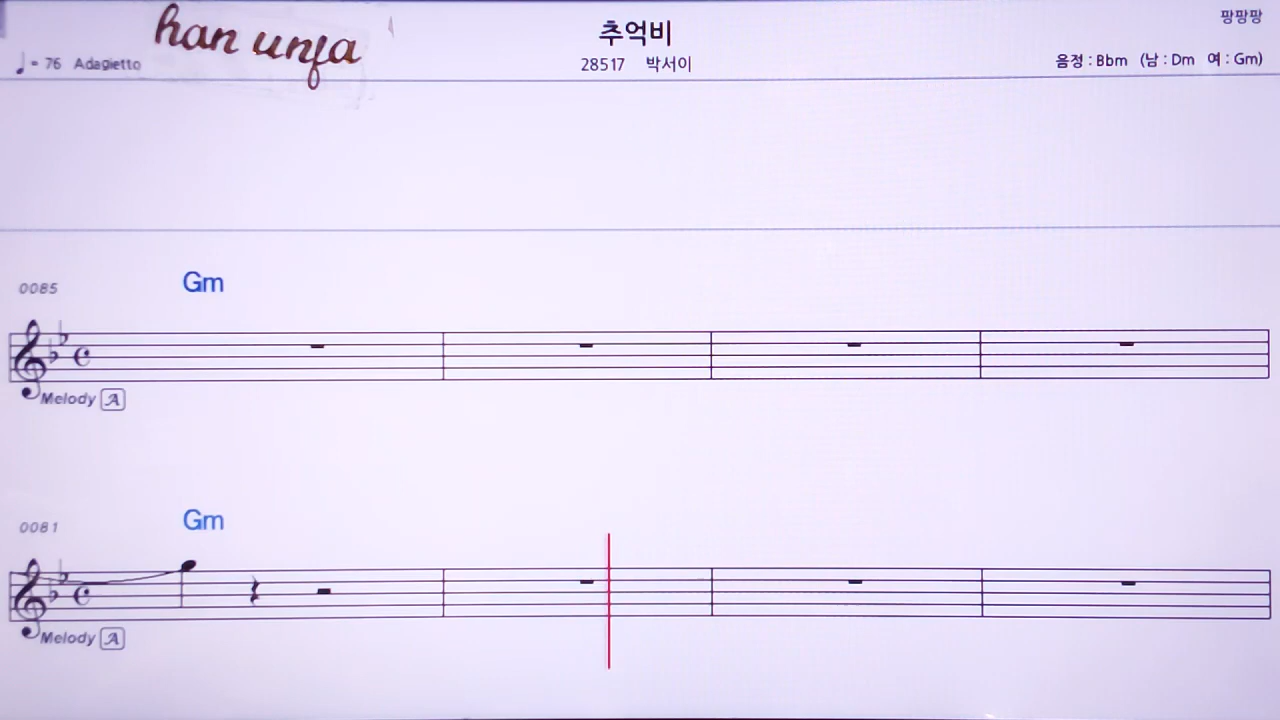 han unfa
추억비
팡팡팡
♩= 76 Adagietto
28517 박서이
음정 : Bbm (남 : Dm 여 : Gm)
0085
Gm
Melody A
0081
Gm
Melody A